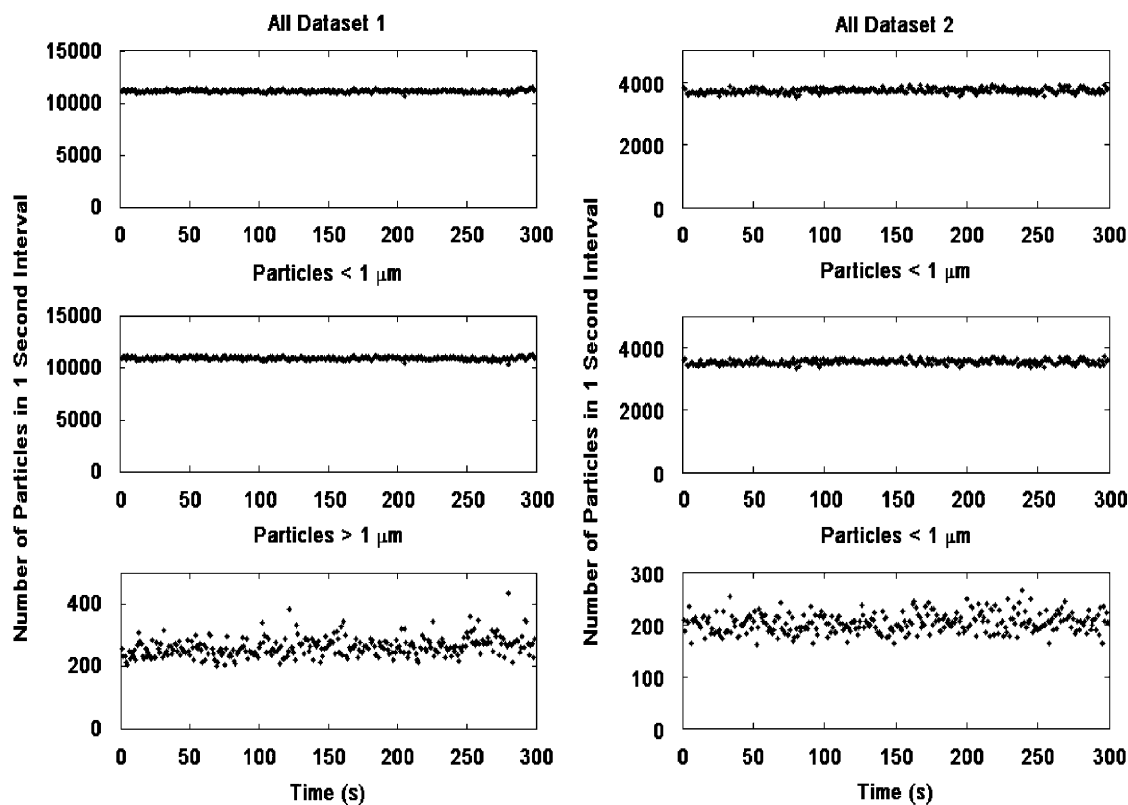 All Dataset 1
15000
10000
5000
0
0 50 100 150 200 250 300
Particles < 1 μm
15000
10000
5000
0
0 50 100 150 200 250 300
Particles > 1 μm
400
200
0
0 50 100 150 200 250 300
Time (s)
Number of Particles in 1 Second Interval
All Dataset 2
4000
2000
0
0 50 100 150 200 250 300
Particles < 1 μm
4000
2000
0
0 50 100 150 200 250 300
Particles < 1 μm
300
200
100
0
0 50 100 150 200 250 300
Time (s)
Number of Particles in 1 Second Interval